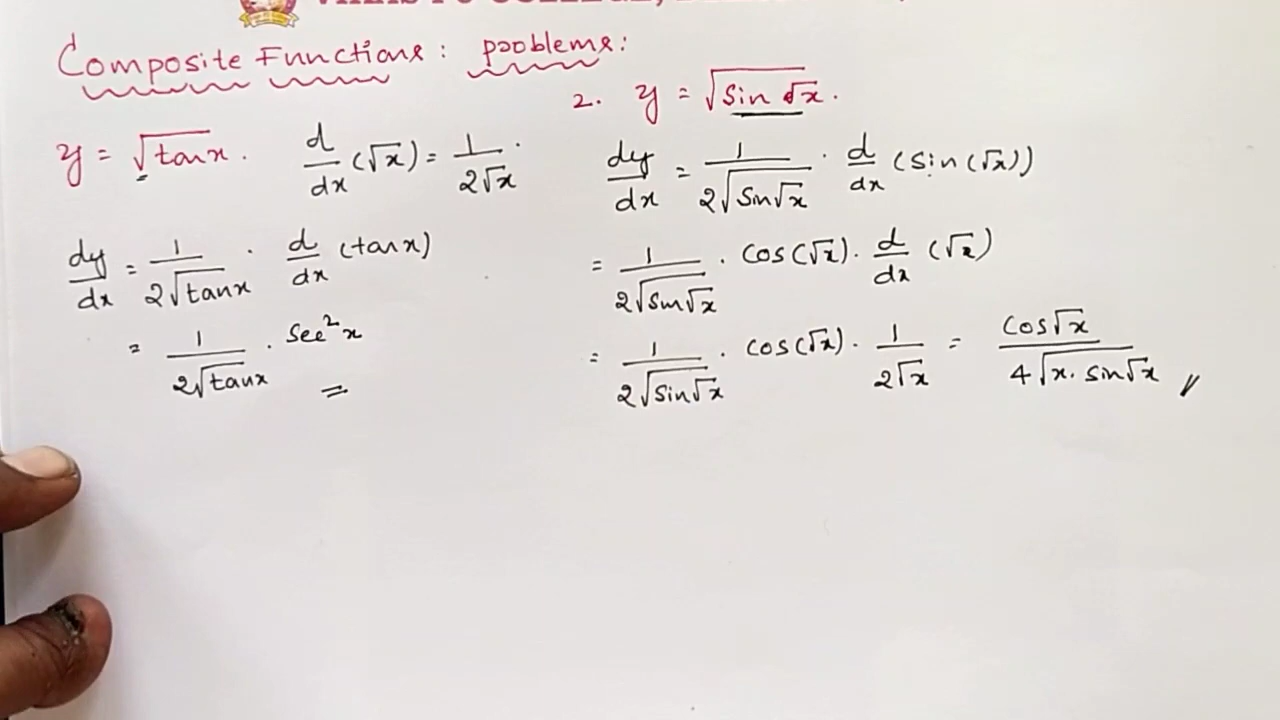 Composite Functions: problems:
y = √tanx. d/dx (√x) = 1/2√x.
dy/dx = 1/2√tanx . d/dx (tanx)
= 1/2√tanx . Sec²x
2. y = √sin √x.
dy/dx = 1/2√Sin√x . d/dx (Sin(√x))
= 1/2√Sin√x . Cos(√x). d/dx (√x)
= 1/2√Sin√x . cos(√x). 1/2√x = Cos√x/4√x. sin√x